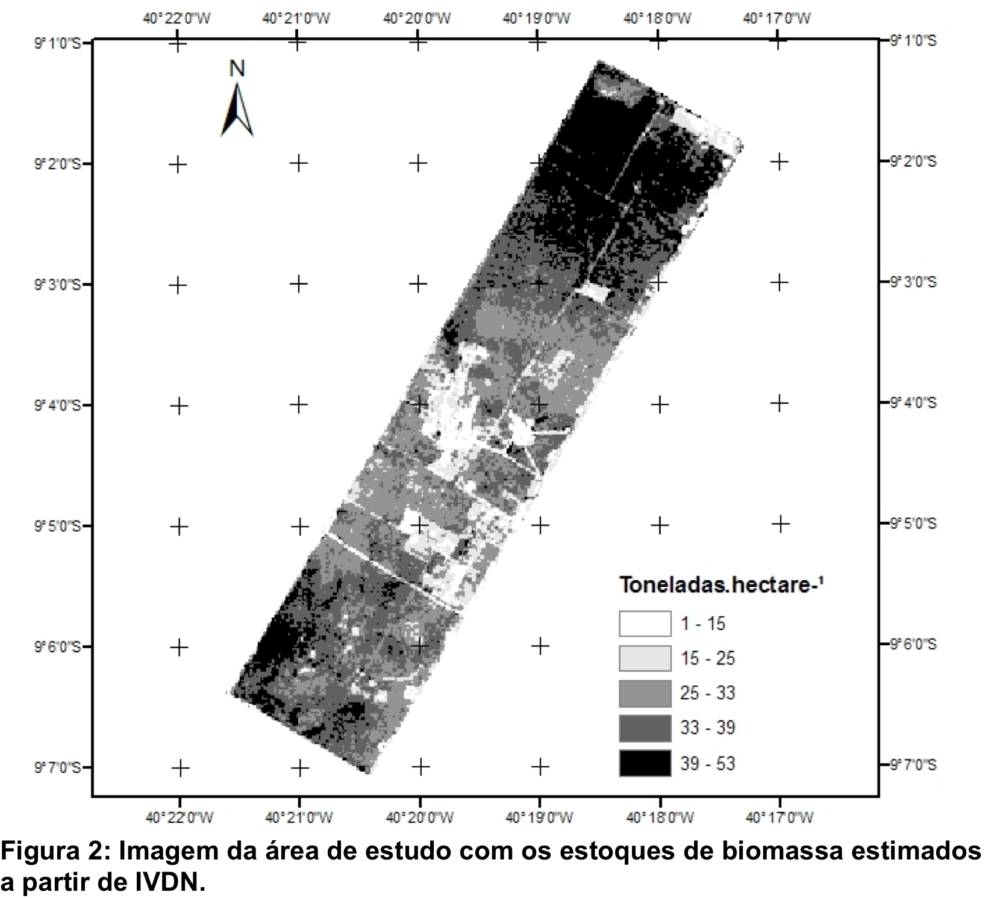 40°22'0"W 40°21'0"W 40°20'0"W 40°19'0"W 40°18'0"W 40°17'0"W
9°1'0"S 9°1'0"S
N
9°2'0"S 9°2'0"S
9°3'0"S 9°3'0"S
9°4'0"S 9°4'0"S
9°5'0"S 9°5'0"S
Toneladas.hectare-¹
1 - 15
9°6'0"S 9°6'0"S
15 - 25
25 - 33
33 - 39
39 - 53
9°7'0"S 9°7'0"S
40°22'0"W 40°21'0"W 40°20'0"W 40°19'0"W 40°18'0"W 40°17'0"W
Figura 2: Imagem da área de estudo com os estoques de biomassa estimados
a partir de IVDN.